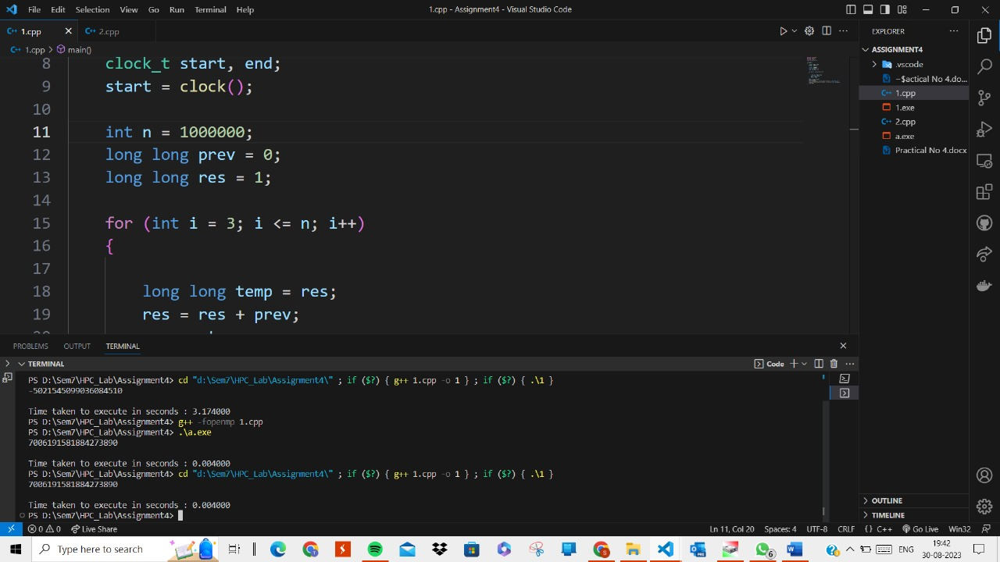 File Edit Selection View Go Run Terminal Help
1.cpp - Assignment4 - Visual Studio Code
1.cpp
2.cpp
1.cpp > main()
8 clock_t start, end;
9 start = clock();
10
11 int n = 1000000;
12 long long prev = 0;
13 long long res = 1;
14
15 for (int i = 3; i <= n; i++)
16 {
17
18 long long temp = res;
19 res = res + prev;
PROBLEMS OUTPUT TERMINAL
TERMINAL
Code
PS D:\Sem7\HPC_Lab\Assignment4> cd "d:\Sem7\HPC_Lab\Assignment4\" ; if ($?) { g++ 1.cpp -o 1 } ; if ($?) { .\1 }
-5021545099036084510
Time taken to execute in seconds : 3.174000
PS D:\Sem7\HPC_Lab\Assignment4> g++ -fopenmp 1.cpp
PS D:\Sem7\HPC_Lab\Assignment4> .\a.exe
7006191581884273890
Time taken to execute in seconds : 0.004000
PS D:\Sem7\HPC_Lab\Assignment4> cd "d:\Sem7\HPC_Lab\Assignment4\" ; if ($?) { g++ 1.cpp -o 1 } ; if ($?) { .\1 }
7006191581884273890
Time taken to execute in seconds : 0.004000
PS D:\Sem7\HPC_Lab\Assignment4>
EXPLORER
ASSIGNMENT4
.vscode
~$actical No 4.do...
1.cpp
1.exe
2.cpp
a.exe
Practical No 4.docx
OUTLINE
TIMELINE
0 0 Live Share
Ln 11, Col 20 Spaces: 4 UTF-8 CRLF {} C++ Go Live Win32
Type here to search
6
ENG
19:42
30-08-2023